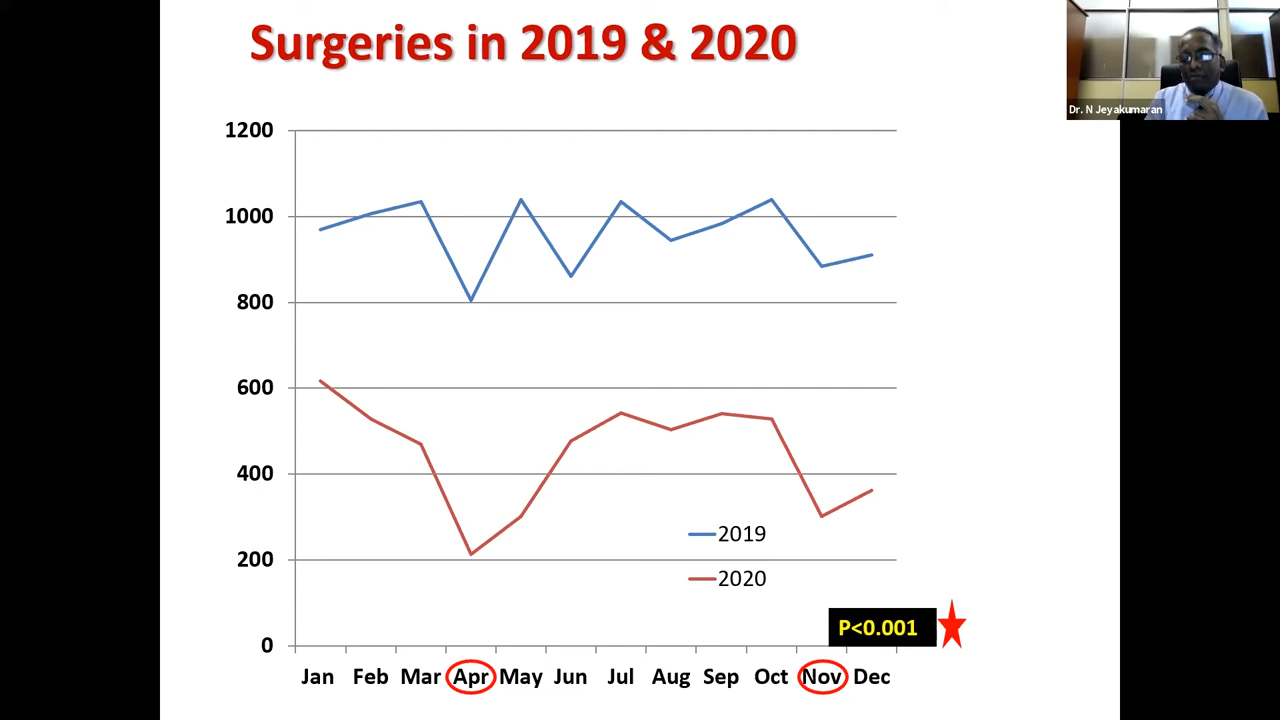 Surgeries in 2019 & 2020
Dr. N Jeyakumaran
1200
1000
800
600
400
200
0
2019
2020
P<0.001
Jan Feb Mar Apr May Jun Jul Aug Sep Oct Nov Dec